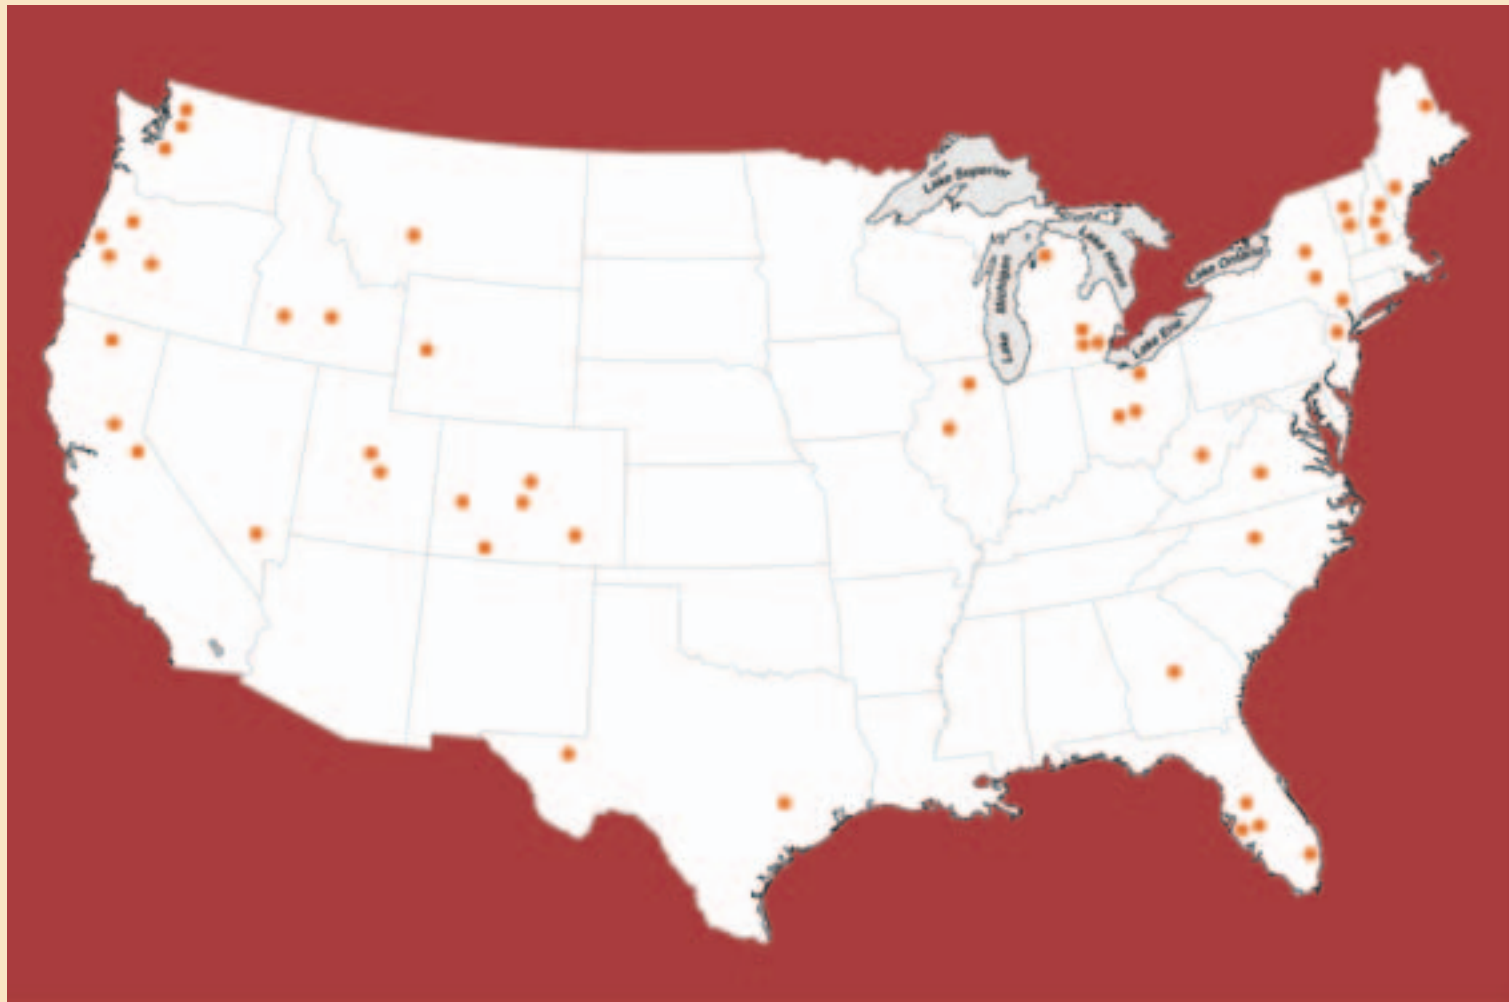 Lake Superior
Lake Huron
Lake Michigan
Lake Ontario
Lake Erie